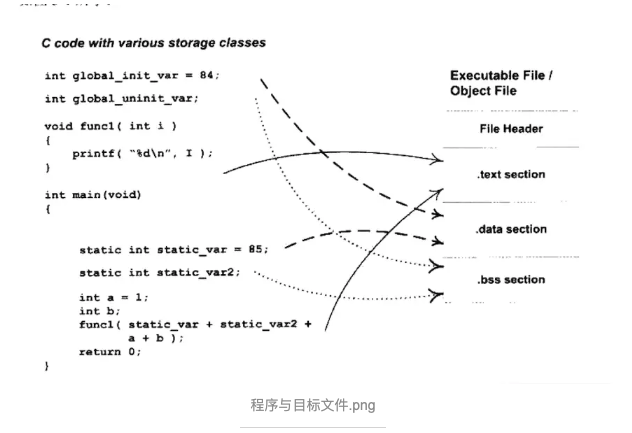 C code with various storage classes
int global_init_var = 84;
int global_uninit_var;
void func1( int i )
{
printf( "%d\n", I );
}
int main(void)
{
static int static_var = 85;
static int static_var2;
int a = 1;
int b;
func1( static_var + static_var2 +
a + b );
return 0;
}
Executable File /
Object File
File Header
.text section
.data section
.bss section
程序与目标文件.png